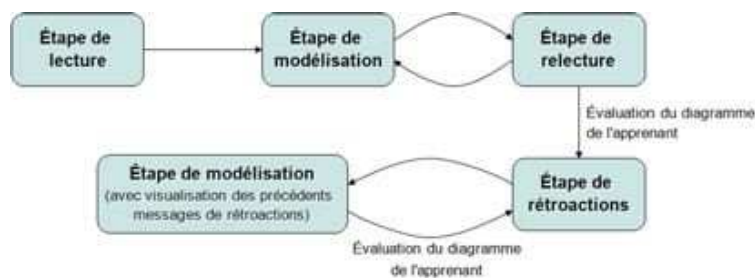 Étape de
lecture
Étape de
modélisation
Étape de
relecture
Évaluation du diagramme
de l'apprenant
Étape de modélisation
(avec visualisation des précédents
messages de rétroactions)
Étape de
rétroactions
Évaluation du diagramme
de l'apprenant